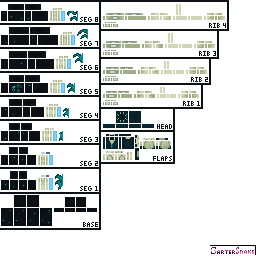 SEG 8
RIB 4
SEG 7
RIB 3
SEG 6
RIB 2
SEG 5
RIB 1
SEG 4
HEAD
SEG 3
FLAPS
SEG 2
SEG 1
BASE
CarterSnake